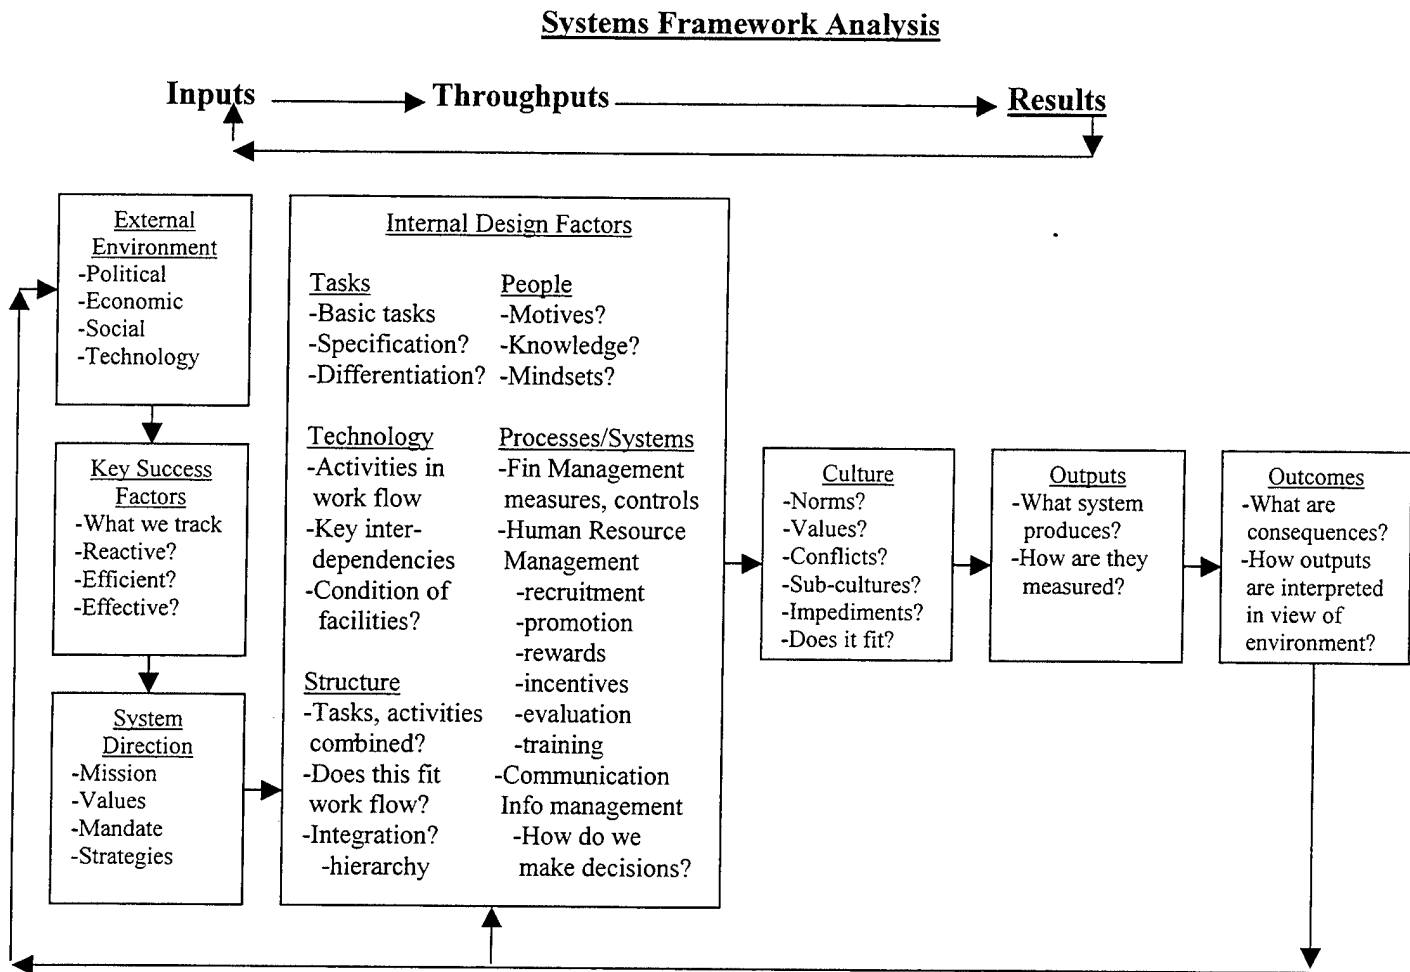 Systems Framework Analysis
Inputs
Throughputs
Results
External
Environment
-Political
-Economic
-Social
-Technology
Key Success
Factors
-What we track
-Reactive?
-Efficient?
-Effective?
System
Direction
-Mission
-Values
-Mandate
-Strategies
Internal Design Factors
Tasks
-Basic tasks
-Specification?
-Differentiation?
People
-Motives?
-Knowledge?
-Mindsets?
Technology
-Activities in
work flow
-Key inter-
dependencies
-Condition of
facilities?
Processes/Systems
-Fin Management
measures, controls
-Human Resource
Management
-recruitment
-promotion
-rewards
-incentives
-evaluation
-training
-Communication
Info management
-How do we
make decisions?
Structure
-Tasks, activities
combined?
-Does this fit
work flow?
-Integration?
-hierarchy
Culture
-Norms?
-Values?
-Conflicts?
-Sub-cultures?
-Impediments?
-Does it fit?
Outputs
-What system
produces?
-How are they
measured?
Outcomes
-What are
consequences?
-How outputs
are interpreted
in view of
environment?